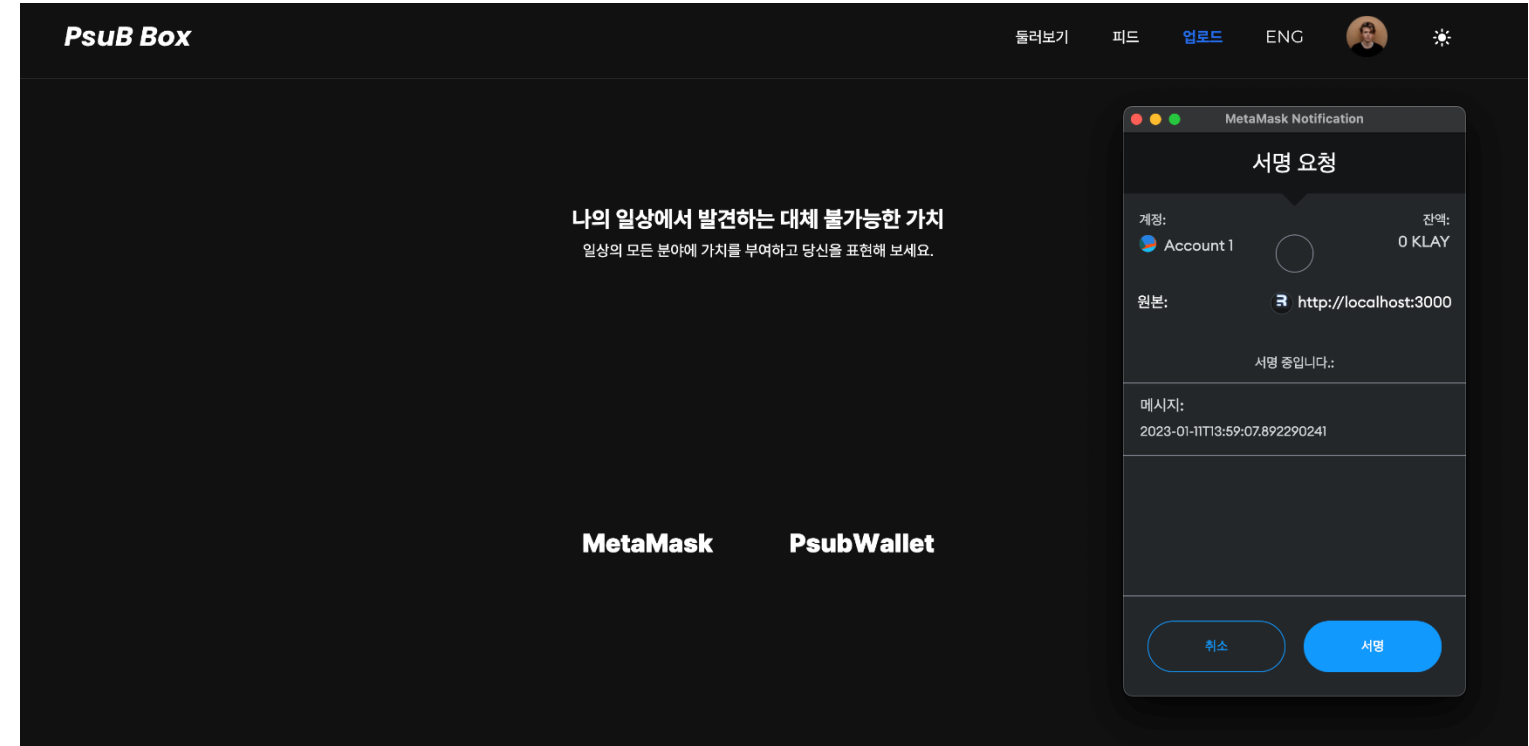 PsuB Box
둘러보기 피드 업로드 ENG
MetaMask Notification
서명 요청
계정: 잔액:
Account 1 0 KLAY
원본: http://localhost:3000
서명 중입니다.:
메시지:
2023-01-11T13:59:07.892290241
취소 서명
나의 일상에서 발견하는 대체 불가능한 가치
일상의 모든 분야에 가치를 부여하고 당신을 표현해 보세요.
MetaMask PsubWallet